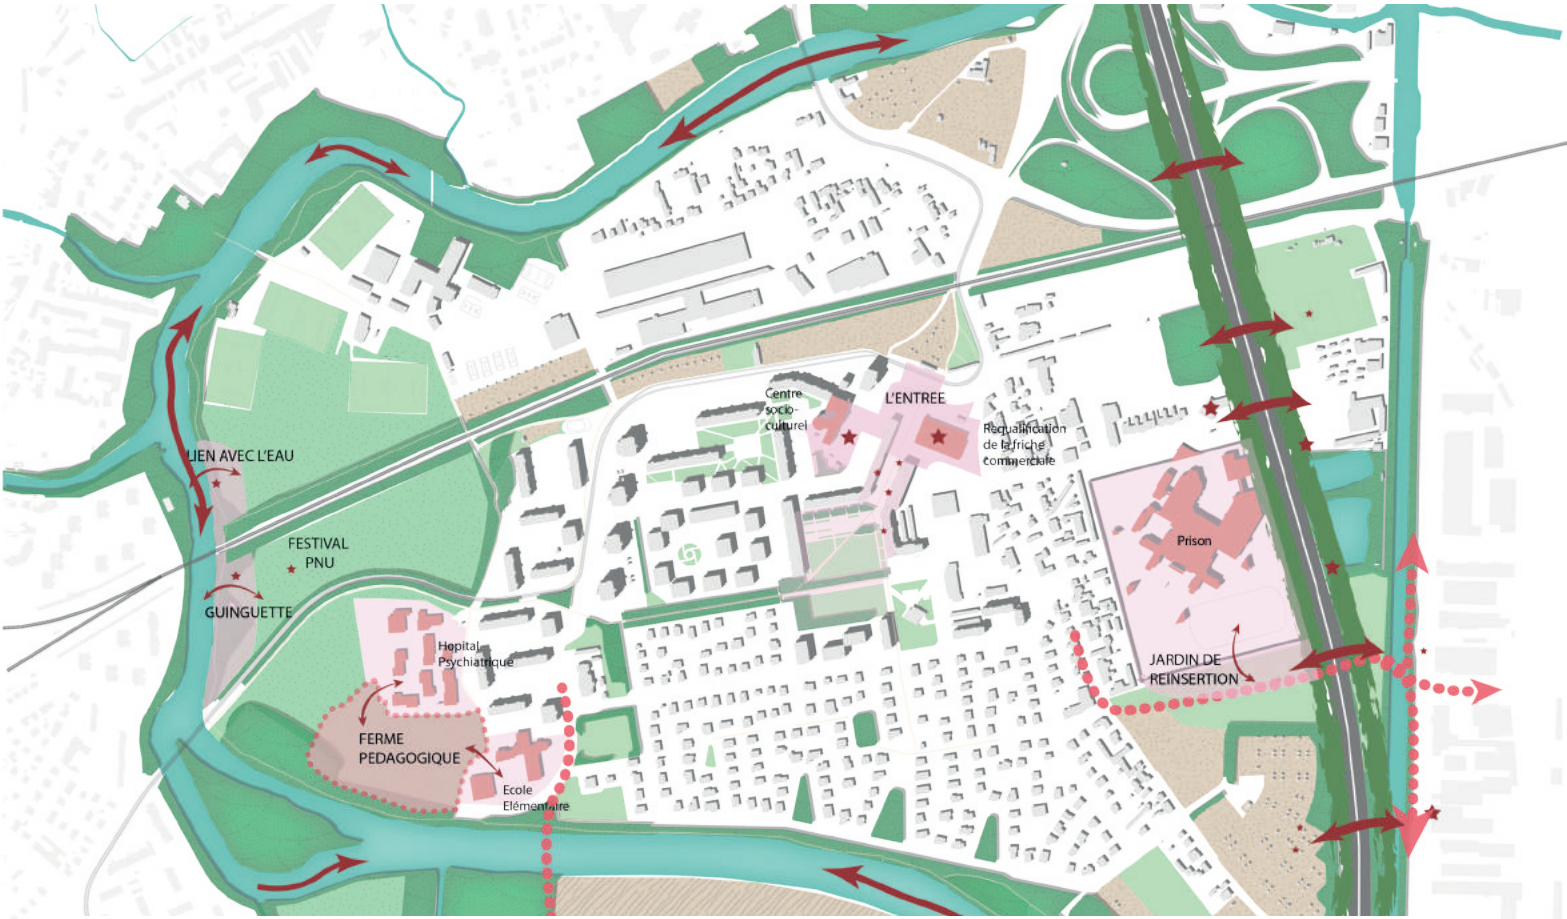 Centre
socio-
culturel
L'ENTREE
Requalification
de la friche
commerciale
LIEN AVEC L'EAU
FESTIVAL
PNU
GUINGUETTE
Prison
Hopital
Psychiatrique
JARDIN DE
REINSERTION
FERME
PEDAGOGIQUE
Ecole
Elémentaire